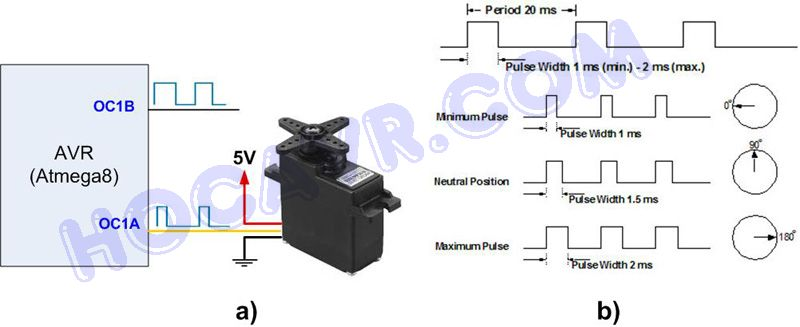 OC1B
AVR
(Atmega8)
5V
OC1A
a)
Period 20 ms
Pulse Width 1 ms (min.) - 2 ms (max.)
Minimum Pulse
Pulse Width 1 ms
0°
Neutral Position
Pulse Width 1.5 ms
90°
Maximum Pulse
Pulse Width 2 ms
180°
b)
HOCAVR.COM